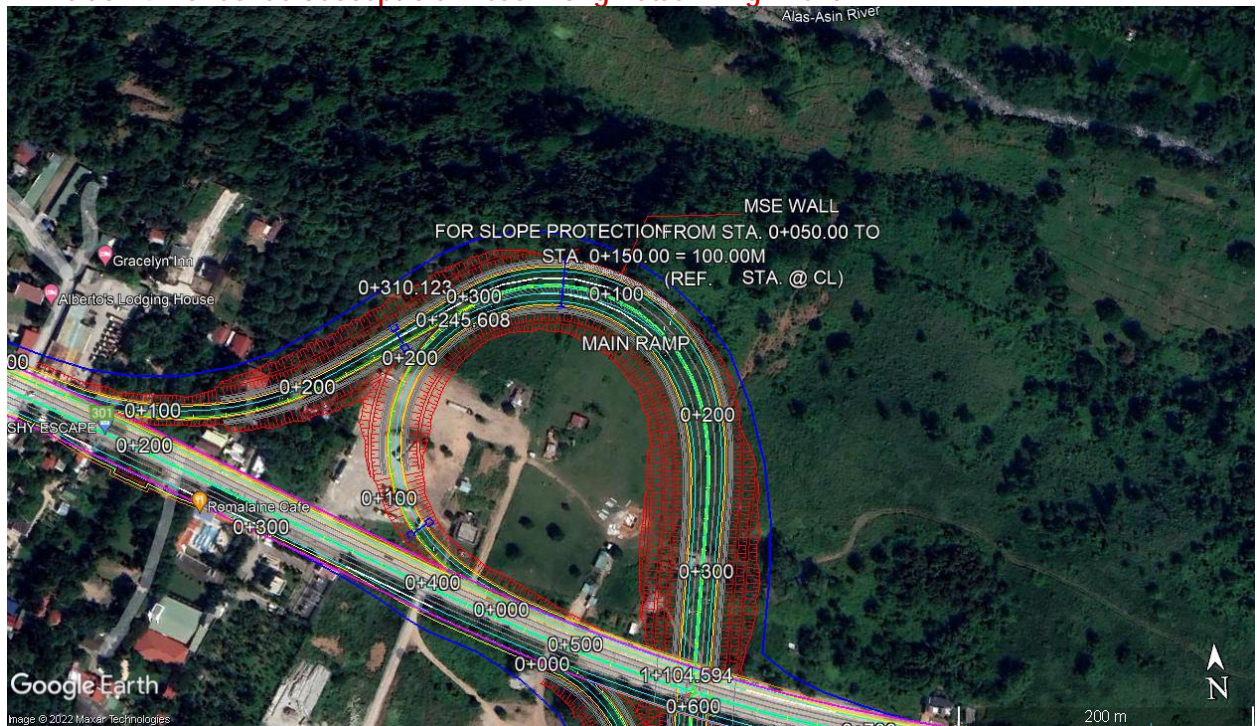 Alas-Asin River
MSE WALL
FOR SLOPE PROTECTION FROM STA. 0+050.00 TO
STA. 0+150.00 = 100.00M
(REF. STA. @ CL)
Gracelyn Inn
Alberto's Lodging House
0+310.123
0+300
0+100
0+245.608
MAIN RAMP
0+200
00
0+200
0+100
0+200
301
SHY ESCAPE
0+200
0+100
Romalaine Cafe
0+300
0+400
0+300
0+000
0+500
0+000
1+104.594
0+600
Google Earth
N
Image © 2022 Maxar Technologies
200 m